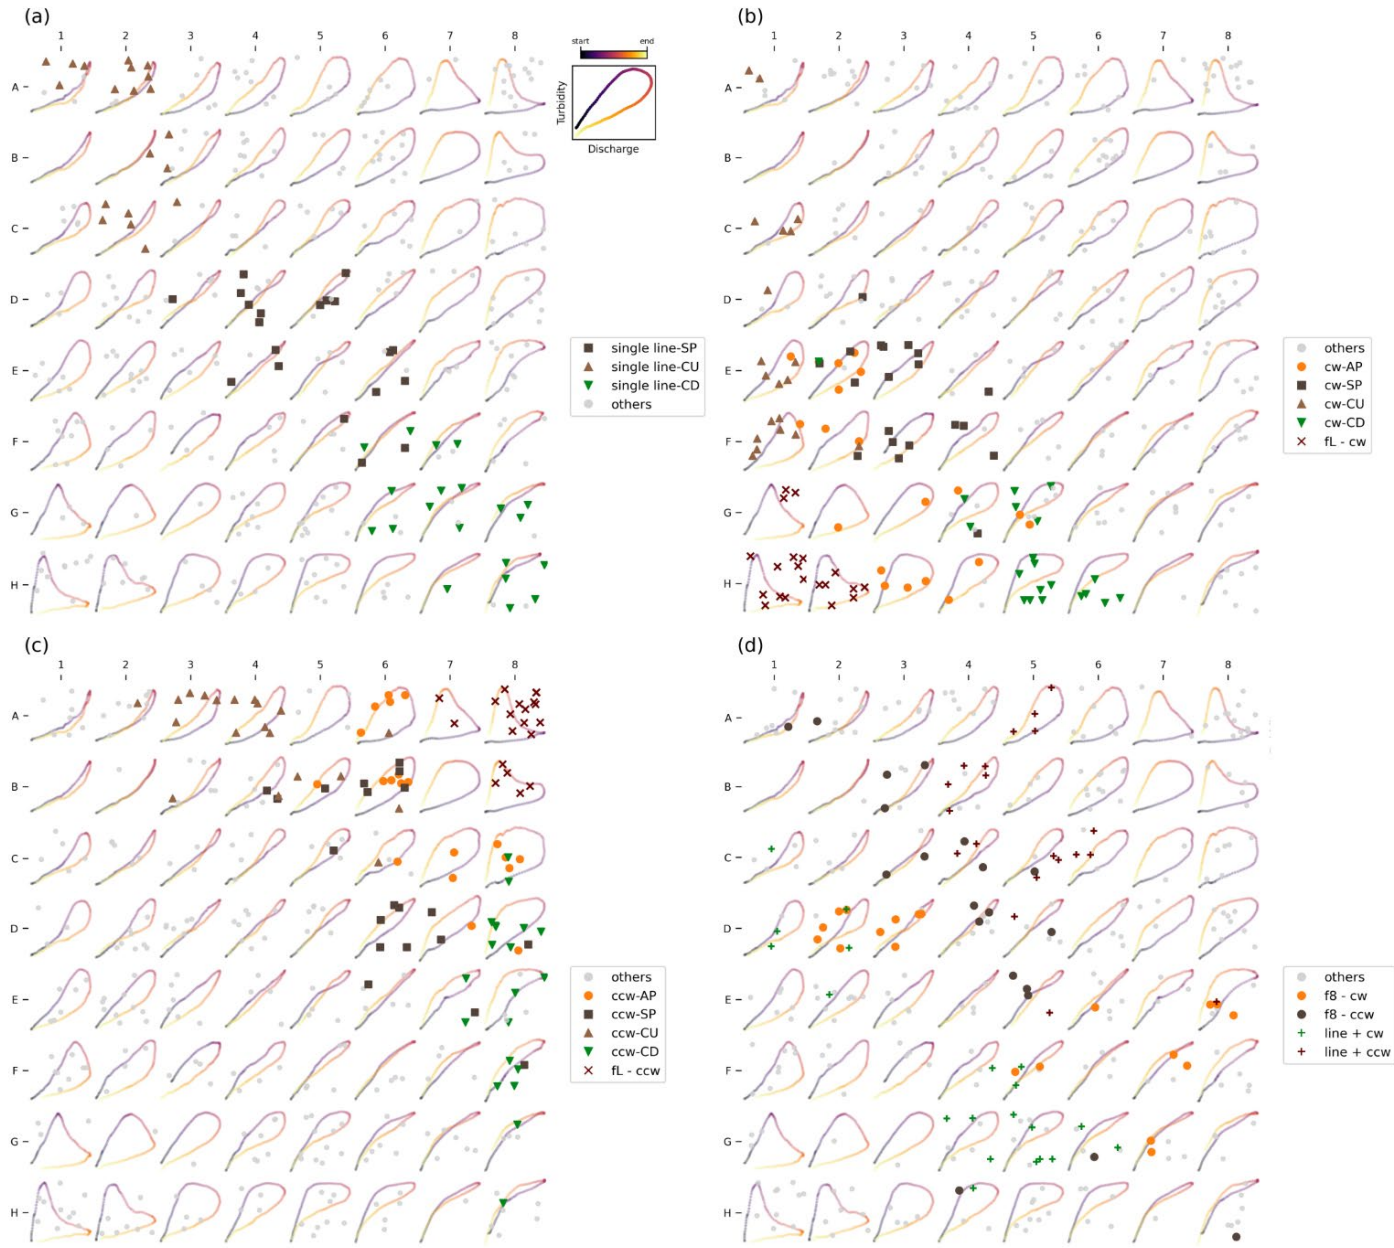 (a)
1 2 3 4 5 6 7 8
start end
Turbidity
Discharge
A
B
C
D
E
F
G
H
single line-SP
single line-CU
single line-CD
others
(b)
1 2 3 4 5 6 7 8
A
B
C
D
E
F
G
H
others
cw-AP
cw-SP
cw-CU
cw-CD
fL - cw
(c)
1 2 3 4 5 6 7 8
A
B
C
D
E
F
G
H
others
ccw-AP
ccw-SP
ccw-CU
ccw-CD
fL - ccw
(d)
1 2 3 4 5 6 7 8
A
B
C
D
E
F
G
H
others
f8 - cw
f8 - ccw
line + cw
line + ccw